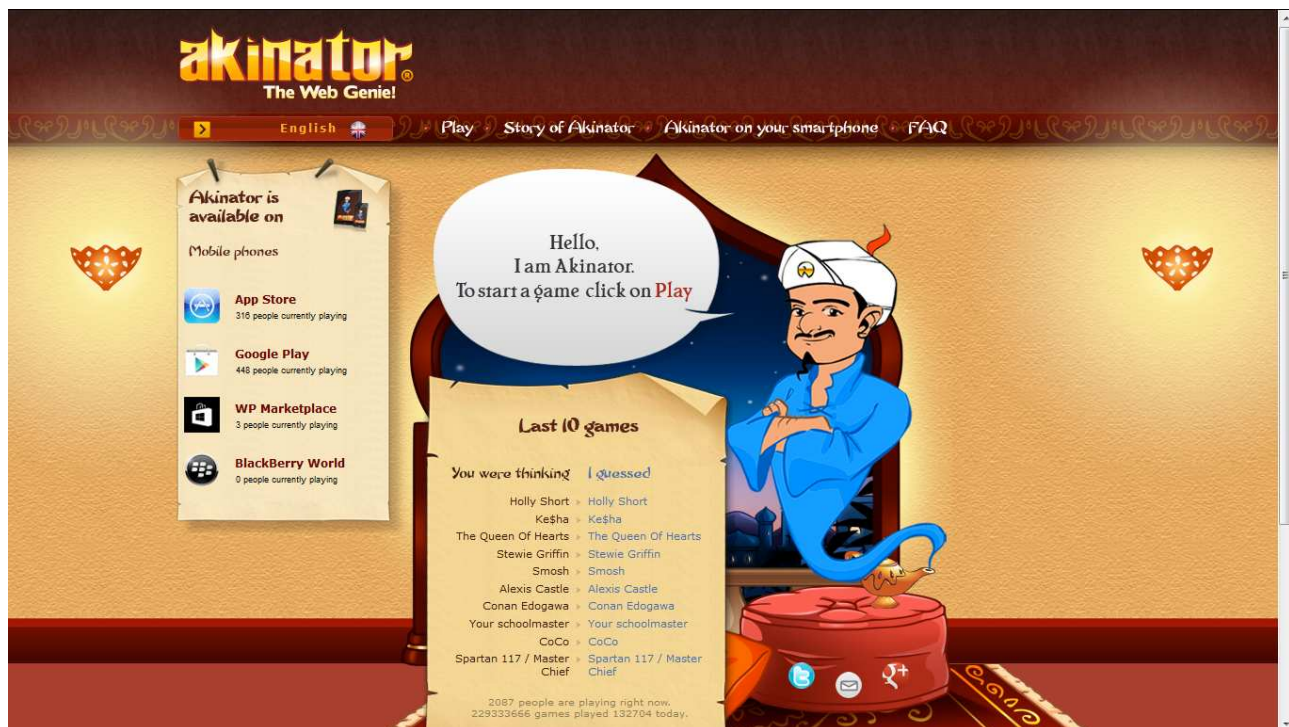 akinator®
The Web Genie!
English
Play
Story of Akinator
Akinator on your smartphone
FAQ
Akinator is
available on
Mobile phones
App Store
316 people currently playing
Google Play
448 people currently playing
WP Marketplace
3 people currently playing
BlackBerry World
0 people currently playing
Hello,
I am Akinator.
To start a game click on Play
Last 10 games
You were thinking I guessed
Holly Short » Holly Short
Ke$ha » Ke$ha
The Queen Of Hearts » The Queen Of Hearts
Stewie Griffin » Stewie Griffin
Smosh » Smosh
Alexis Castle » Alexis Castle
Conan Edogawa » Conan Edogawa
Your schoolmaster » Your schoolmaster
CoCo » CoCo
Spartan 117 / Master » Spartan 117 / Master
Chief Chief
2087 people are playing right now.
229333666 games played 132704 today.